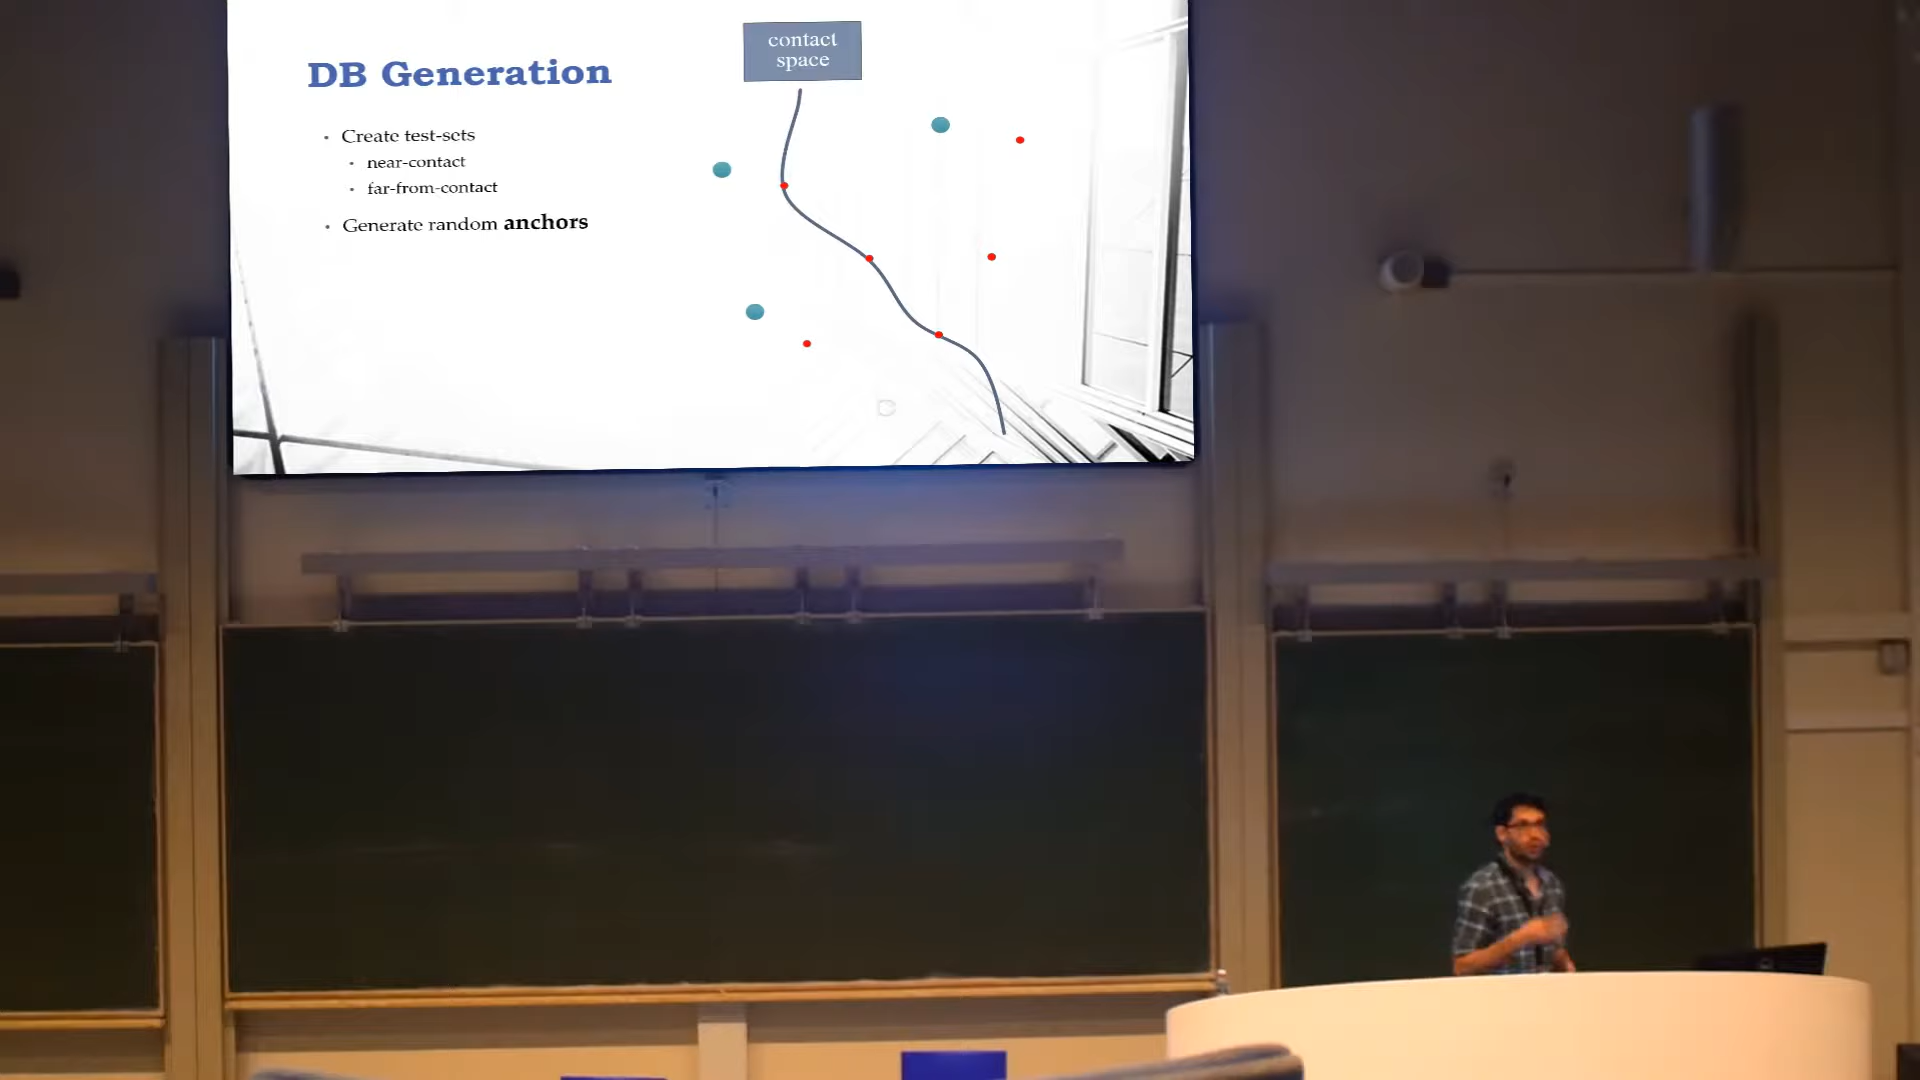 contact
space
DB Generation
Create test-sets
near-contact
far-from-contact
Generate random anchors